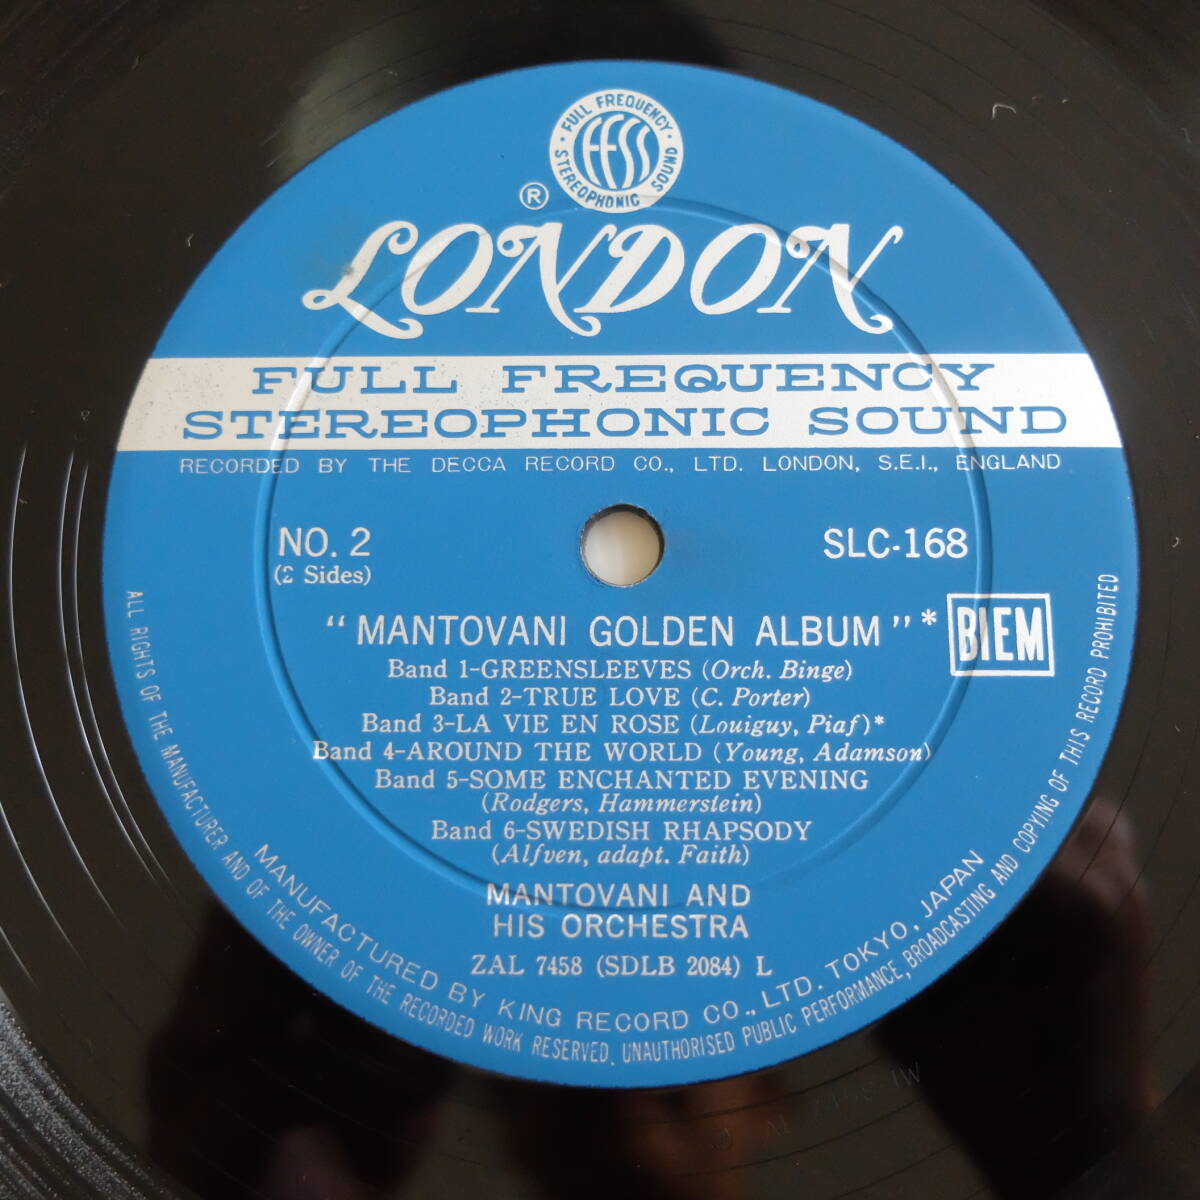 FULL FREQUENCY
FFSS
STEREOPHONIC SOUND
®
LONDON
FULL FREQUENCY
STEREOPHONIC SOUND
RECORDED BY THE DECCA RECORD CO., LTD. LONDON, S.E.I., ENGLAND
NO. 2
(2 Sides)
SLC-168
"MANTOVANI GOLDEN ALBUM"*
BIEM
Band 1-GREENSLEEVES (Orch. Binge)
Band 2-TRUE LOVE (C. Porter)
Band 3-LA VIE EN ROSE (Louiguy, Piaf)*
Band 4-AROUND THE WORLD (Young, Adamson)
Band 5-SOME ENCHANTED EVENING
(Rodgers, Hammerstein)
Band 6-SWEDISH RHAPSODY
(Alfven, adapt. Faith)
MANTOVANI AND
HIS ORCHESTRA
ZAL 7458 (SDLB 2084) L
MANUFACTURED BY KING RECORD CO., LTD. TOKYO, JAPAN
ALL RIGHTS OF THE MANUFACTURER AND OF THE OWNER OF THE RECORDED WORK RESERVED, UNAUTHORISED PUBLIC PERFORMANCE, BROADCASTING AND COPYING OF THIS RECORD PROHIBITED